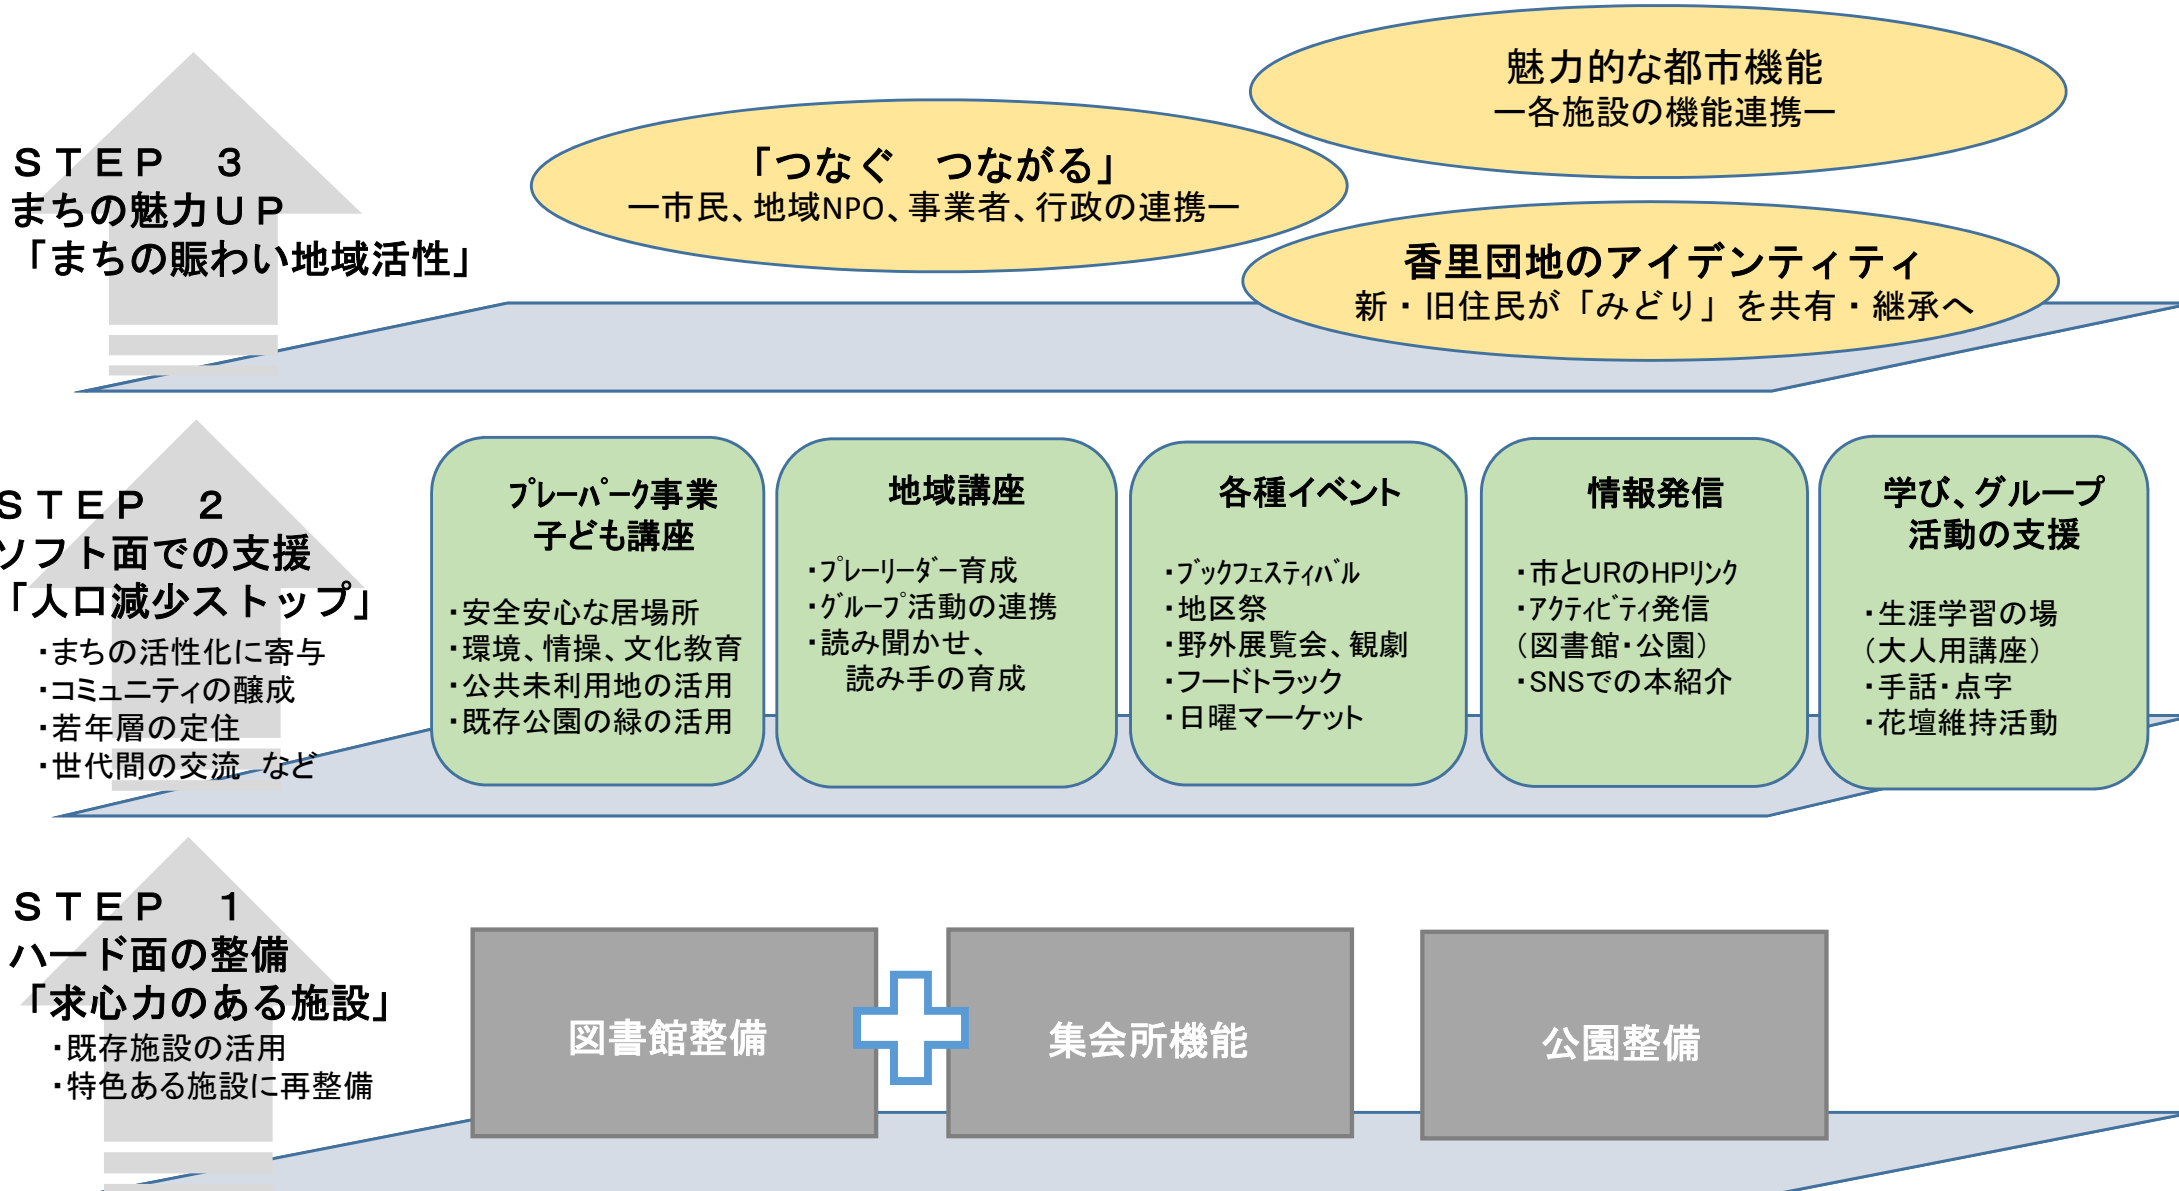 魅力的な都市機能
―各施設の機能連携―
「つなぐ　つながる」
―市民、地域NPO、事業者、行政の連携―
香里団地のアイデンティティ
新・旧住民が「みどり」を共有・継承へ
ＳＴＥＰ　３
まちの魅力ＵＰ
「まちの賑わい地域活性」
ＳＴＥＰ　２
ソフト面での支援
「人口減少ストップ」
・まちの活性化に寄与
・コミュニティの醸成
・若年層の定住
・世代間の交流　など
ﾌﾟﾚｰﾊﾟｰｸ事業
子ども講座
・安全安心な居場所
・環境、情操、文化教育
・公共未利用地の活用
・既存公園の緑の活用
地域講座
・ﾌﾟﾚｰﾘｰﾀﾞｰ育成
・ｸﾞﾙｰﾌﾟ活動の連携
・読み聞かせ、
読み手の育成
各種イベント
・ﾌﾞｯｸﾌｪｽﾃｨﾊﾞﾙ
・地区祭
・野外展覧会、観劇
・フードトラック
・日曜マーケット
情報発信
・市とURのHPリンク
・ｱｸﾃｨﾋﾞﾃｨ発信
（図書館・公園）
・SNSでの本紹介
学び、グループ
活動の支援
・生涯学習の場
（大人用講座）
・手話・点字
・花壇維持活動
ＳＴＥＰ　１
ハード面の整備
「求心力のある施設」
・既存施設の活用
・特色ある施設に再整備
図書館整備
集会所機能
公園整備